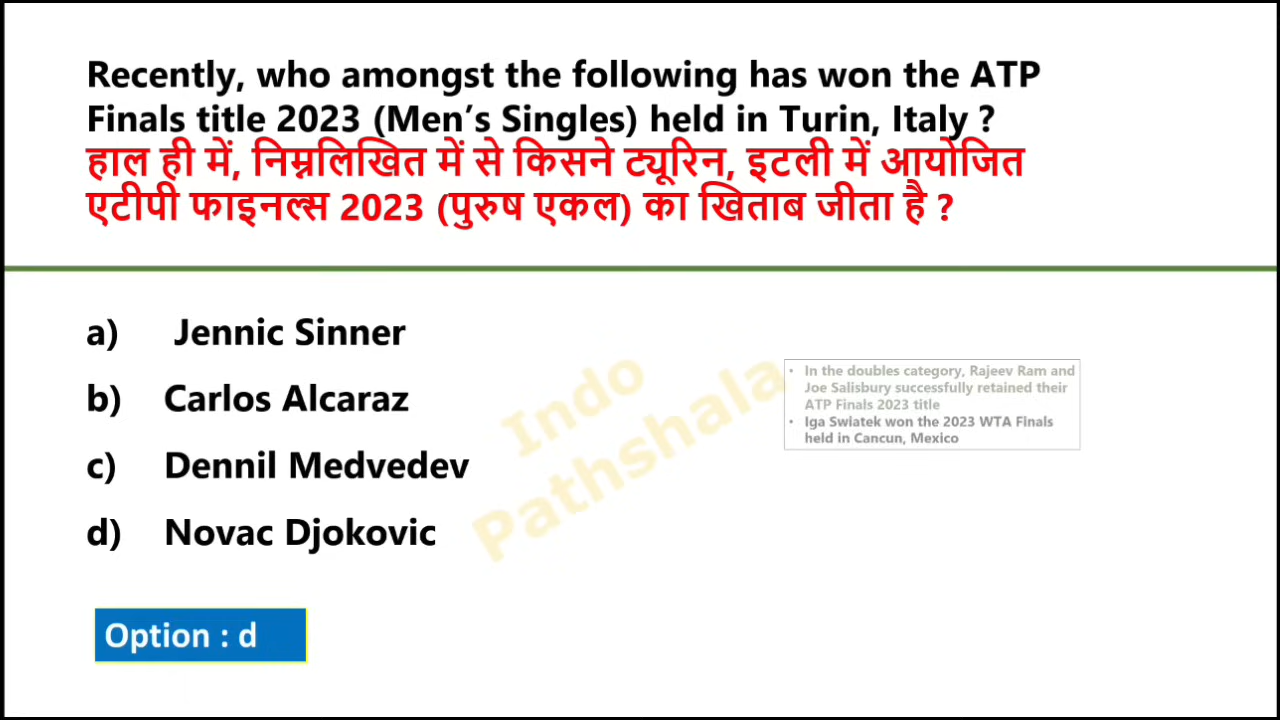 Recently, who amongst the following has won the ATP
Finals title 2023 (Men’s Singles) held in Turin, Italy ?
हाल ही में, निम्नलिखित में से किसने ट्यूरिन, इटली में आयोजित
एटीपी फाइनल्स 2023 (पुरुष एकल) का खिताब जीता है ?
a) Jennic Sinner
b) Carlos Alcaraz
c) Dennil Medvedev
d) Novac Djokovic
• In the doubles category, Rajeev Ram and
Joe Salisbury successfully retained their
ATP Finals 2023 title
• Iga Swiatek won the 2023 WTA Finals
held in Cancun, Mexico
Indo
Pathshala
Option : d